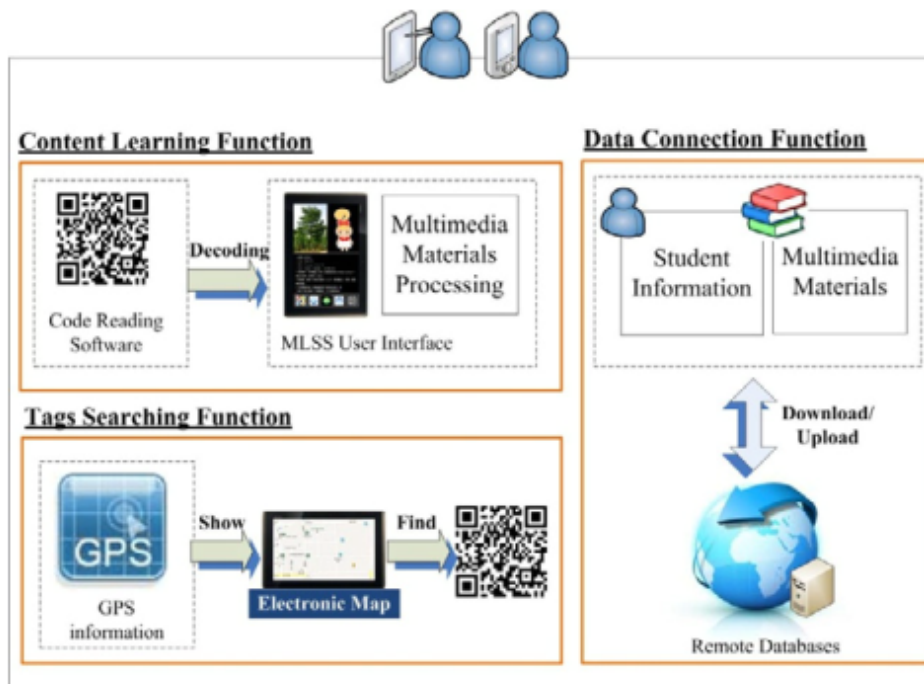 Content Learning Function
Decoding
Code Reading
Software
Multimedia
Materials
Processing
MLSS User Interface
Tags Searching Function
GPS
GPS
information
Show
Electronic Map
Find
Data Connection Function
Student
Information
Multimedia
Materials
Download/
Upload
Remote Databases